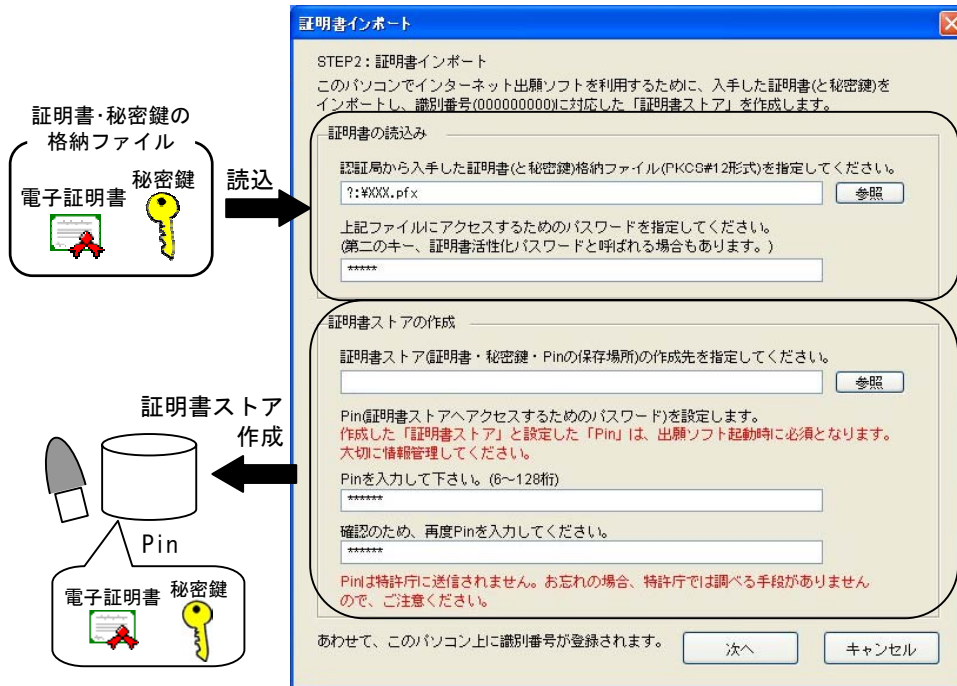 証明書インポート
STEP2：証明書インポート
このパソコンでインターネット出願ソフトを利用するために、入手した証明書(と秘密鍵)を
インポートし、識別番号(000000000)に対応した「証明書ストア」を作成します。
証明書・秘密鍵の
格納ファイル
電子証明書
秘密鍵
読込
証明書の読込み
認証局から入手した証明書(と秘密鍵)格納ファイル(PKCS#12形式)を指定してください。
?:¥XXX.pfx
参照
上記ファイルにアクセスするためのパスワードを指定してください。
(第二のキー、証明書活性化パスワードと呼ばれる場合もあります。)
*****
証明書ストアの作成
証明書ストア(証明書・秘密鍵・Pinの保存場所)の作成先を指定してください。
参照
Pin(証明書ストアへアクセスするためのパスワード)を設定します。
作成した「証明書ストア」と設定した「Pin」は、出願ソフト起動時に必須となります。
大切に情報管理してください。
Pinを入力して下さい。(6～128桁)
******
確認のため、再度Pinを入力してください。
******
Pinは特許庁に送信されません。お忘れの場合、特許庁では調べる手段がありません
ので、ご注意ください。
証明書ストア
作成
Pin
電子証明書
秘密鍵
あわせて、このパソコン上に識別番号が登録されます。
次へ
キャンセル